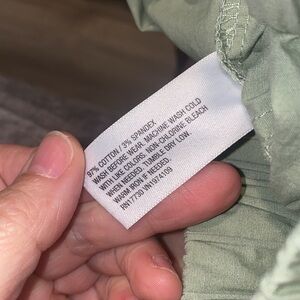 97% COTTON / 3% SPANDEX
WASH BEFORE WEAR. MACHINE WASH COLD
WITH LIKE COLORS. NON-CHLORINE BLEACH
WHEN NEEDED. TUMBLE DRY LOW.
WARM IRON IF NEEDED.
RN17730 VN1974109